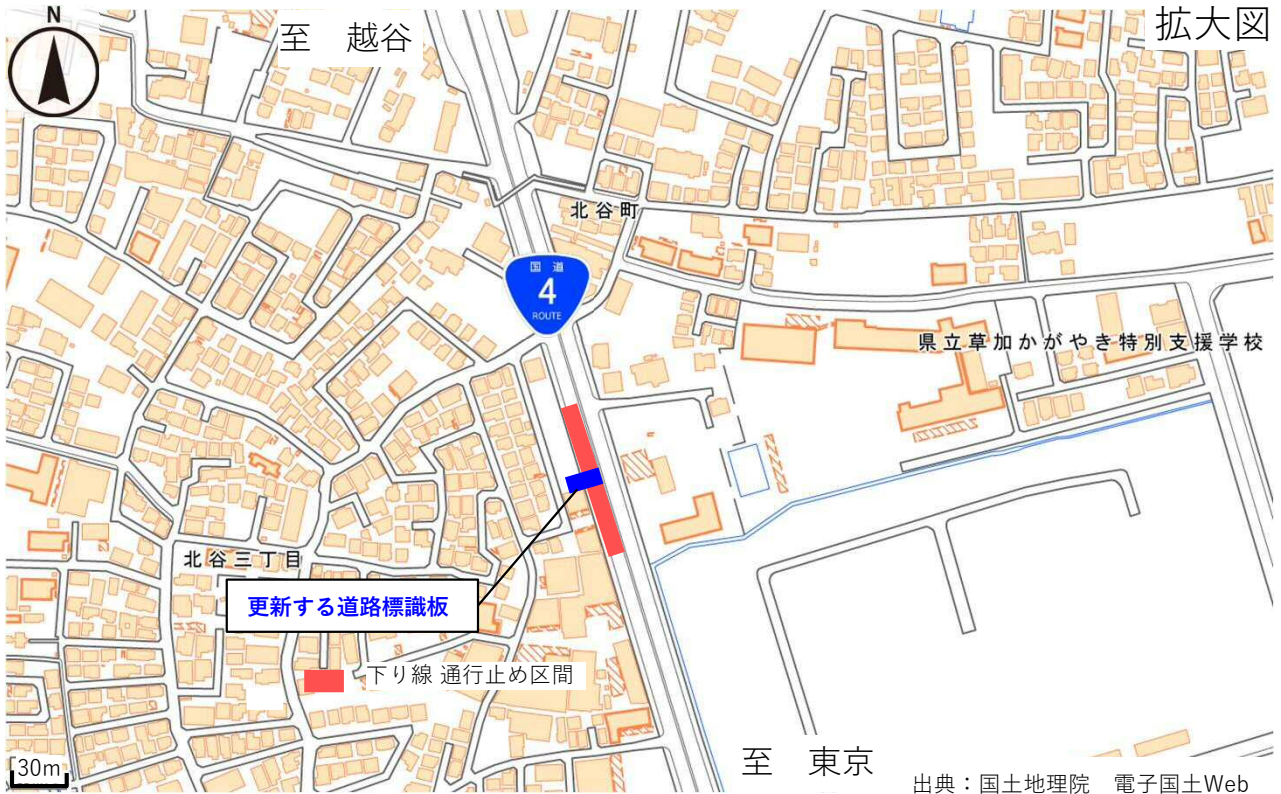 N
至 越谷
拡大図
北谷町
国道
4
ROUTE
県立草加かがやき特別支援学校
北谷三丁目
更新する道路標識板
下り線 通行止め区間
至 東京
30m
出典：国土地理院 電子国土Web